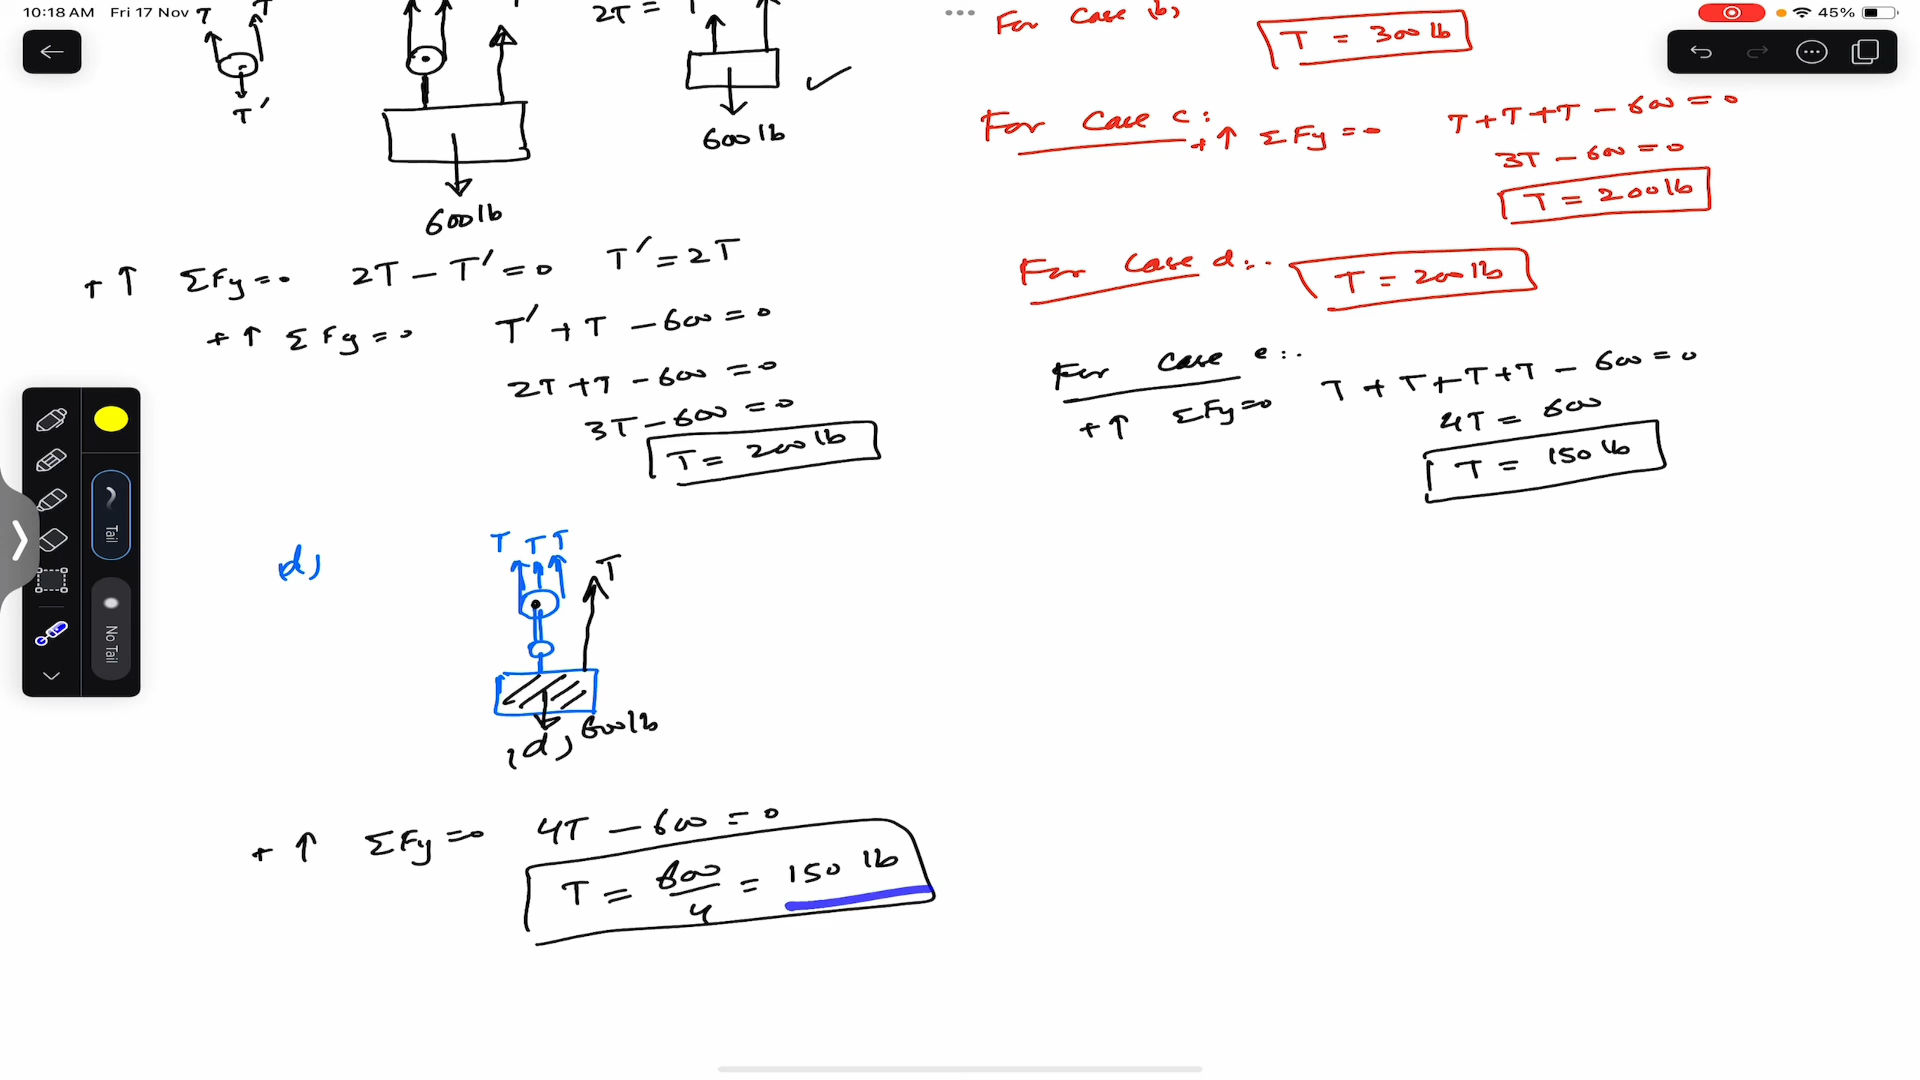 10:18 AM Fri 17 Nov
45%
T T
T′
600 lb
2T =
600 lb
+ ↑ ΣFy = 0 2T − T′ = 0 T′ = 2T
+ ↑ ΣFy = 0 T′ + T − 600 = 0
2T + T − 600 = 0
3T − 600 = 0
T = 200 lb
Tail
No Tail
d)
T T T T
600 lb
(d)
+ ↑ ΣFy = 0 4T − 600 = 0
T = 600/4 = 150 lb
For Case (b)
T = 300 lb
For Case c:
+ ↑ ΣFy = 0 T + T + T − 600 = 0
3T − 600 = 0
T = 200 lb
For Case d:. T = 200 lb
For Case e:.
+ ↑ ΣFy = 0 T + T + T + T − 600 = 0
4T = 600
T = 150 lb